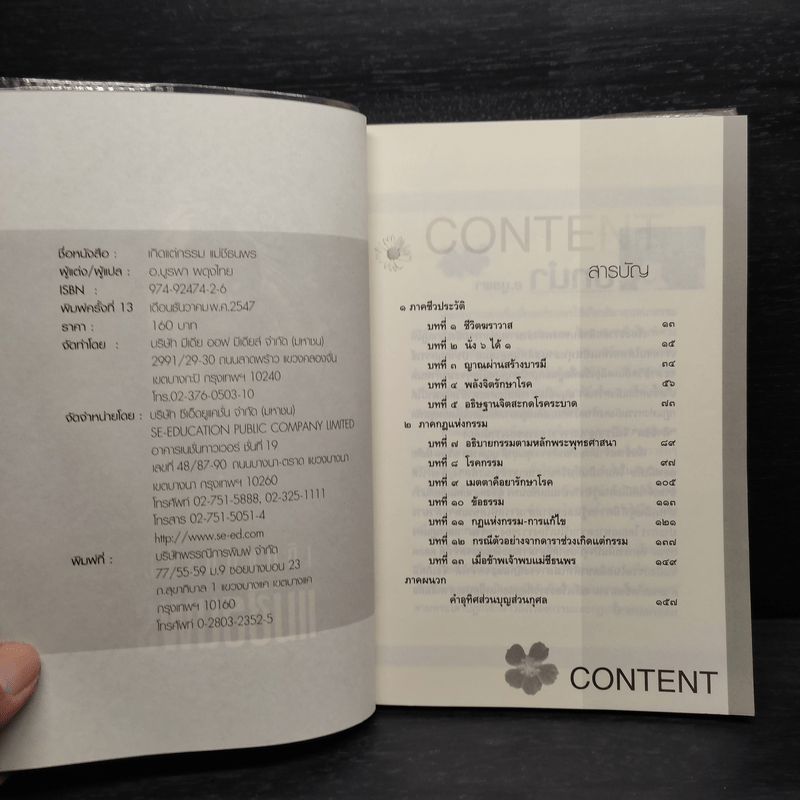 ชื่อหนังสือ : เกิดแต่กรรม แม่ชีธนพร
ผู้แต่ง/ผู้แปล : อ.บูรพา ผดุงไทย
ISBN : 974-92474-2-6
พิมพ์ครั้งที่ 13 เดือนธันวาคม พ.ศ.2547
ราคา : 160 บาท
จัดทำโดย : บริษัท มีเดีย ออฟ มีเดียส์ จำกัด (มหาชน)
2991/29-30 ถนนลาดพร้าว แขวงคลองจั่น
เขตบางกะปิ กรุงเทพฯ 10240
โทร.02-376-0503-10
จัดจำหน่ายโดย : บริษัท ซีเอ็ดยูเคชั่น จำกัด (มหาชน)
SE-EDUCATION PUBLIC COMPANY LIMITED
อาคารเนชั่นทาวเวอร์ ชั้นที่ 19
เลขที่ 48/87-90 ถนนบางนา-ตราด แขวงบางนา
เขตบางนา กรุงเทพฯ 10260
โทรศัพท์ 02-751-5888, 02-325-1111
โทรสาร 02-751-5051-4
http://www.se-ed.com
พิมพ์ที่ : บริษัทพรรณีการพิมพ์ จำกัด
77/55-59 ม.9 ซอยบางบอน 23
ถ.สุขาภิบาล 1 แขวงบางแค เขตบางแค
กรุงเทพฯ 10160
โทรศัพท์ 0-2803-2352-5
CONTENT
สารบัญ
๑ ภาคชีวประวัติ
บทที่ ๑ ชีวิตฆราวาส ๑๓
บทที่ ๒ นั่ง ๖ ได้ ๑ ๑๕
บทที่ ๓ ญาณผ่านสร้างบารมี ๓๔
บทที่ ๔ พลังจิตรักษาโรค ๕๖
บทที่ ๕ อธิษฐานจิตสะกดโรคระบาด ๗๓
๒ ภาคกฏแห่งกรรม
บทที่ ๗ อธิบายกรรมตามหลักพระพุทธศาสนา ๘๙
บทที่ ๘ โรคกรรม ๙๗
บทที่ ๙ เมตตาคือยารักษาโรค ๑๐๕
บทที่ ๑๐ ข้อธรรม ๑๑๓
บทที่ ๑๑ กฏแห่งกรรม-การแก้ไข ๑๒๑
บทที่ ๑๒ กรณีตัวอย่างจากดาราช่วงเกิดแต่กรรม ๑๓๗
บทที่ ๑๓ เมื่อข้าพเจ้าพบแม่ชีธนพร ๑๔๙
ภาคผนวก
คำอุทิศส่วนบุญส่วนกุศล ๑๕๗
CONTENT